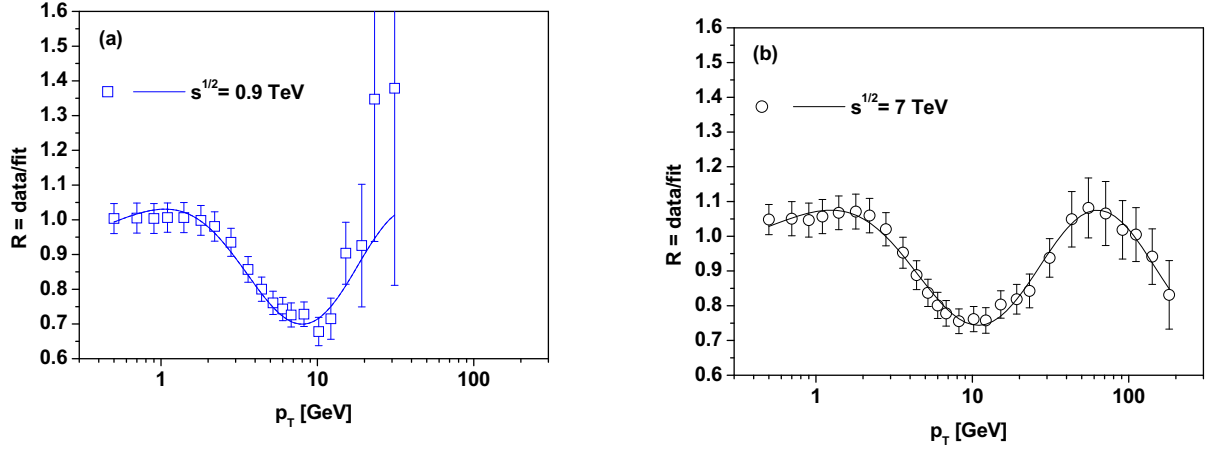 (a)
s^1/2= 0.9 TeV
R = data/fit
1.6
1.5
1.4
1.3
1.2
1.1
1.0
0.9
0.8
0.7
0.6
1 10 100
p_T [GeV]
(b)
s^1/2= 7 TeV
R = data/fit
1.6
1.5
1.4
1.3
1.2
1.1
1.0
0.9
0.8
0.7
0.6
1 10 100
p_T [GeV]